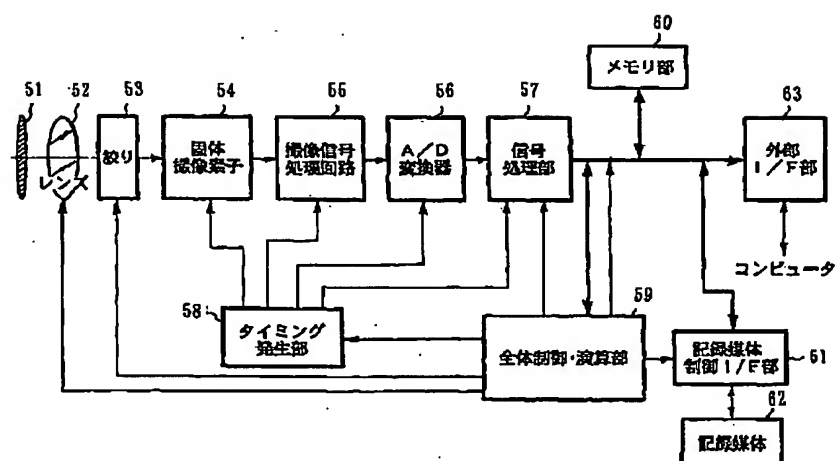 60
メモリ部
51
52
53
54
55
56
57
63
レンズ
絞り
固体
撮像素子
撮像信号
処理回路
A/D
変換器
信号
処理部
外部
I/F部
コンピュータ
58
タイミング
発生部
59
全体制御・演算部
記録媒体
制御I/F部
61
62
記録媒体